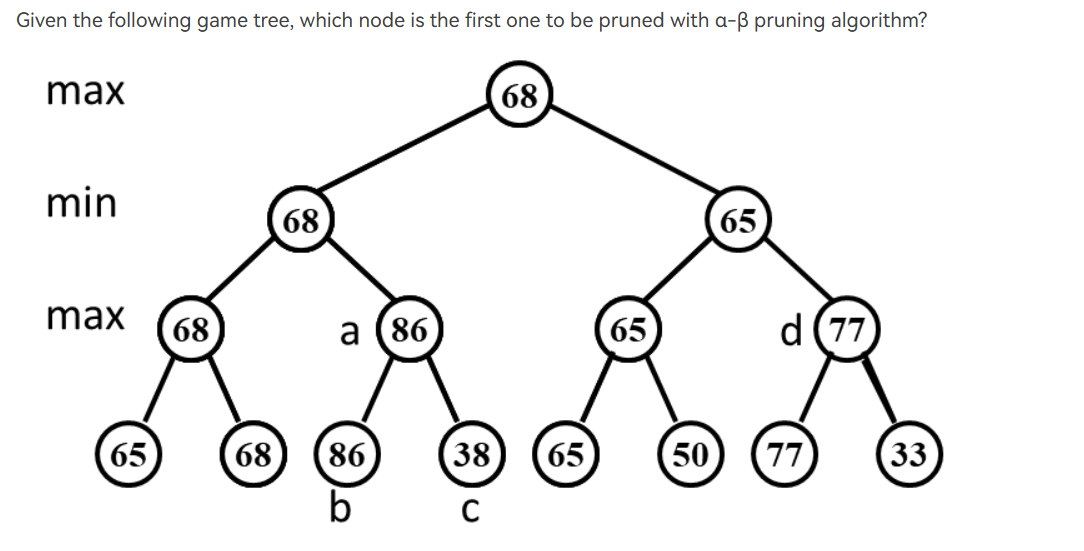 Given the following game tree, which node is the first one to be pruned with α-β pruning algorithm?
max
68
min
68
65
max
68
a
86
65
d
77
65
68
86
38
65
50
77
33
b
c